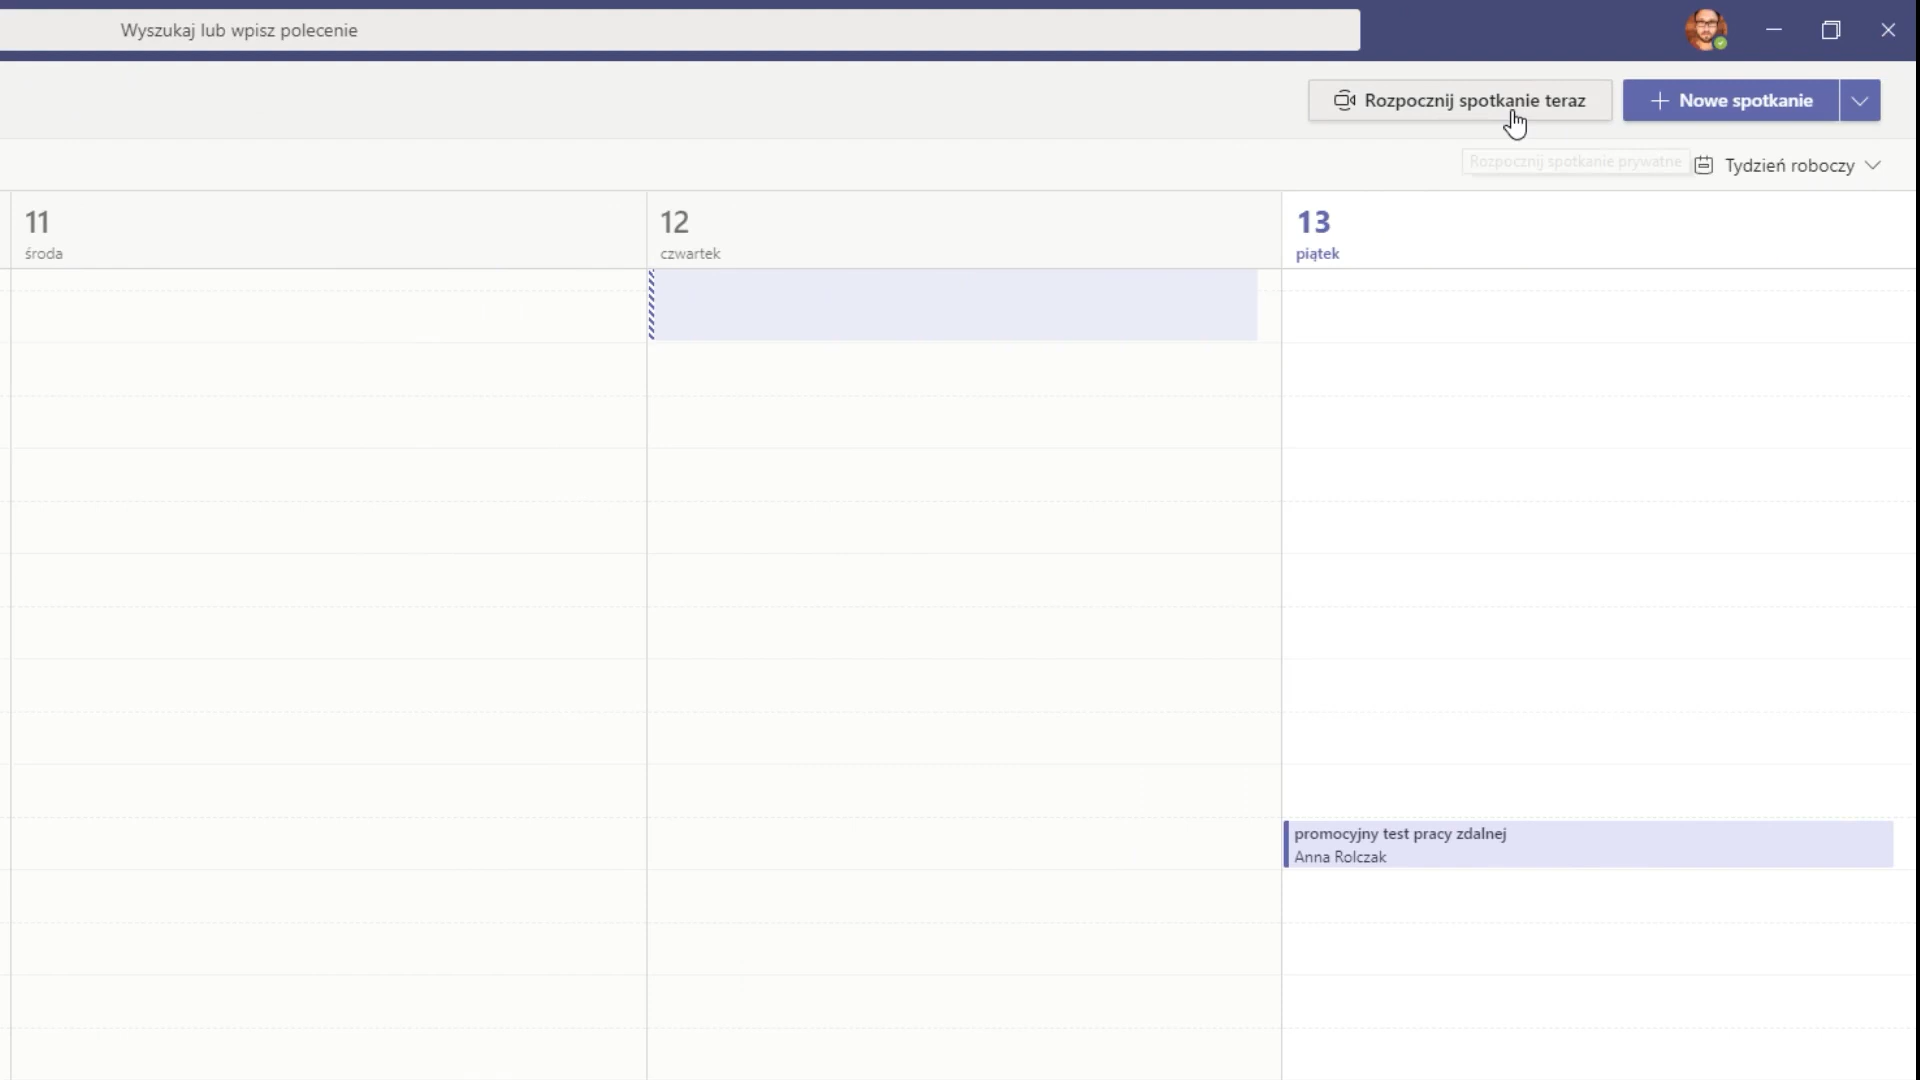 Wyszukaj lub wpisz polecenie
Rozpocznij spotkanie teraz
Nowe spotkanie
Rozpocznij spotkanie prywatne
Tydzień roboczy
11
środa
12
czwartek
13
piątek
promocyjny test pracy zdalnej
Anna Rolczak